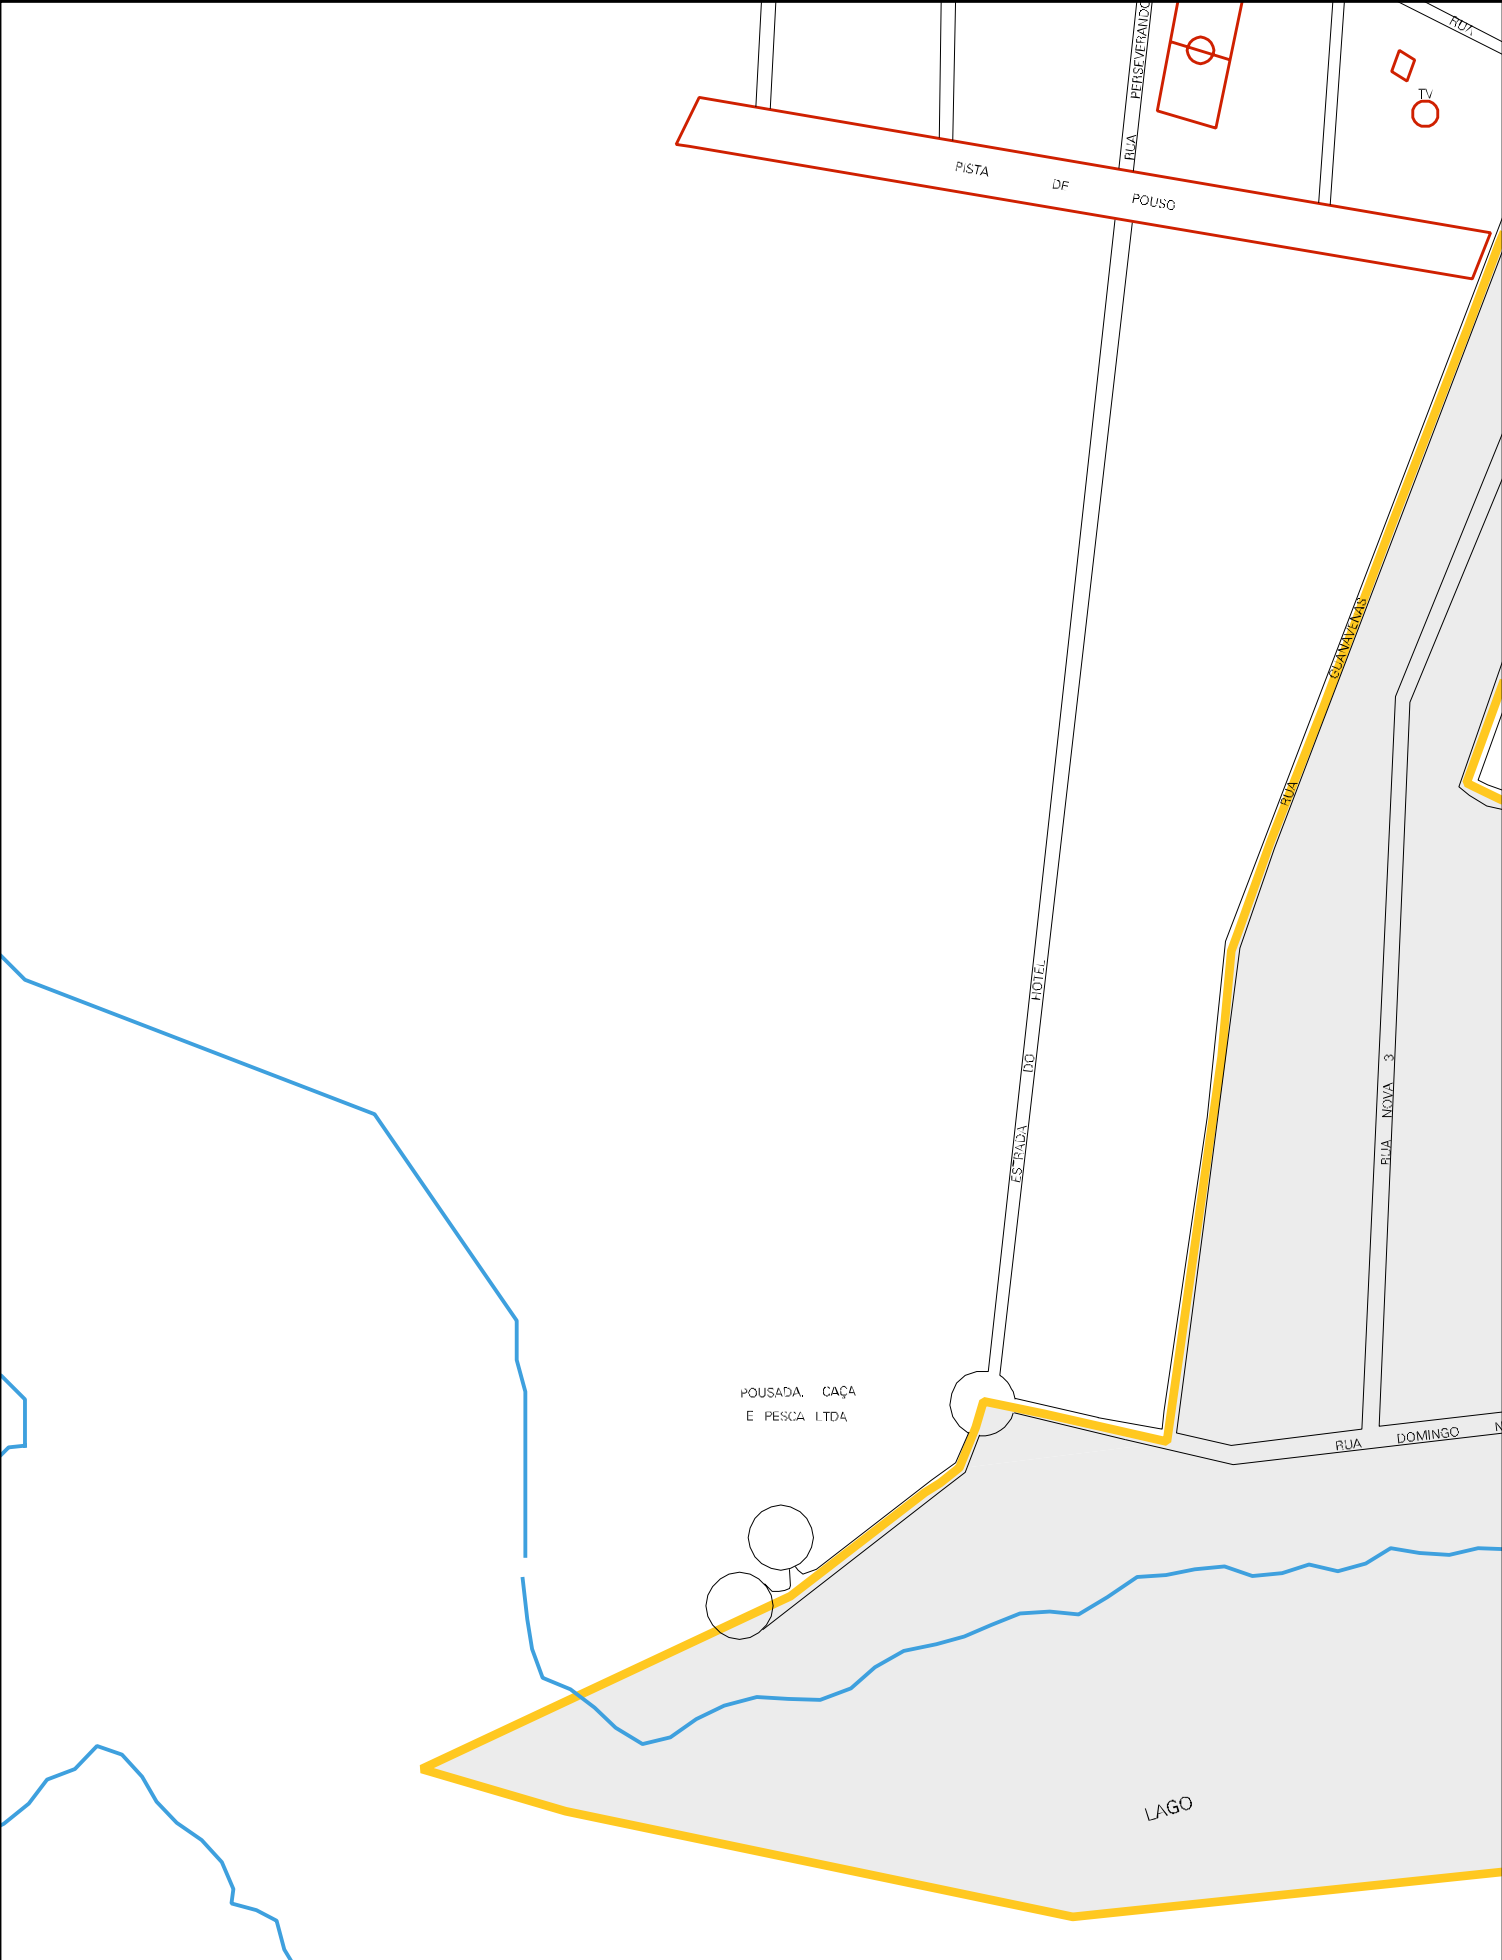 RUA
RUA PERSEVERANDO
TV
PISTA DE POUSO
RUA GUANAVENAS
ESTRADA DO HOTEL
RUA NOVA 3
POUSADA. CAÇA
E PESCA LTDA
RUA DOMINGO N
LAGO